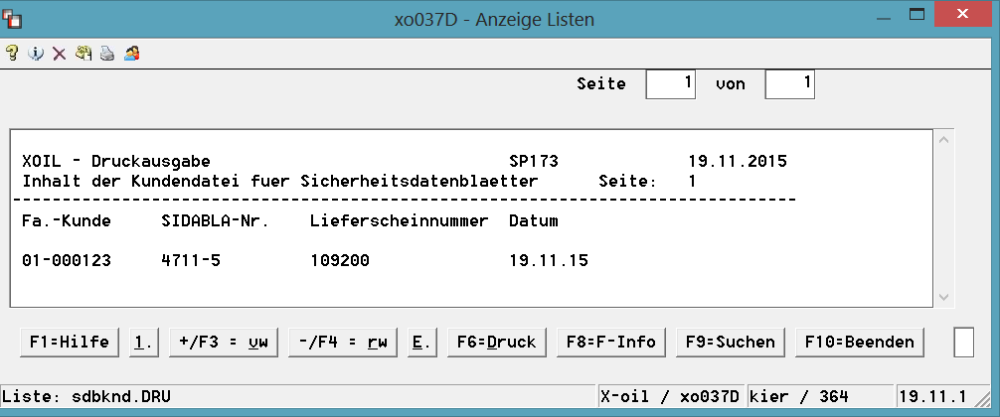 xo037D - Anzeige Listen
Seite 1 von 1
XOIL - Druckausgabe SP173 19.11.2015
Inhalt der Kundendatei fuer Sicherheitsdatenblaetter Seite: 1
Fa.-Kunde SIDABLA-Nr. Lieferscheinnummer Datum
01-000123 4711-5 109200 19.11.15
F1=Hilfe 1. +/F3 = vw -/F4 = rw E. F6=Druck F8=F-Info F9=Suchen F10=Beenden
Liste: sdbknd.DRU X-oil / xo037D kier / 364 19.11.1